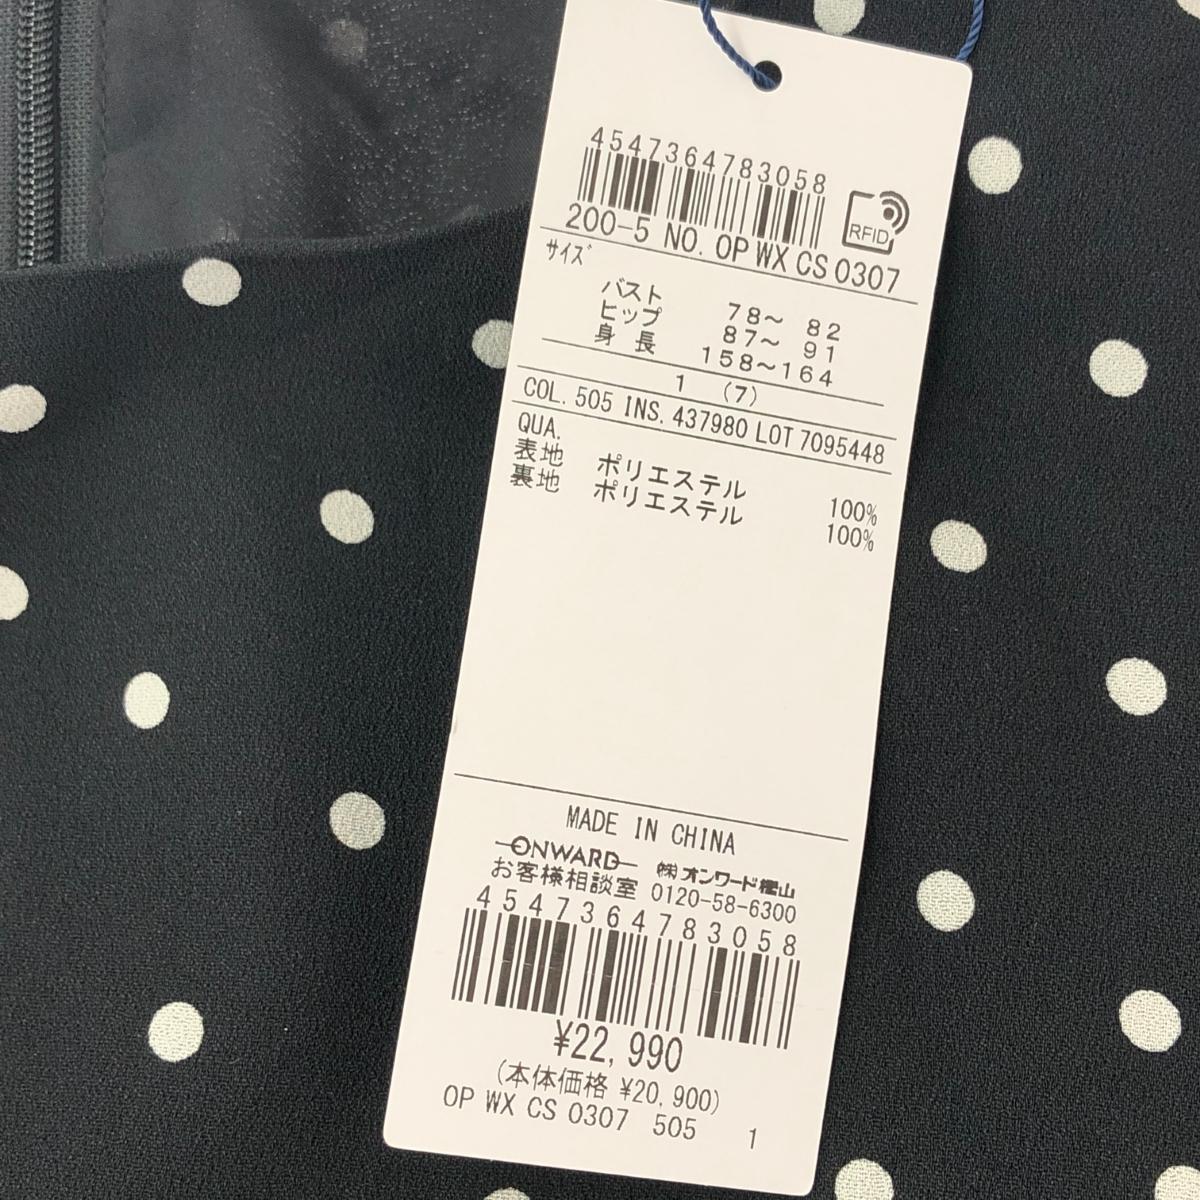 4547364783058
RFID
200-5 NO. OP WX CS 0307
サイズ
バスト 78～ 82
ヒップ 87～ 91
身 長 158～164
1 (7)
COL. 505 INS. 437980 LOT 7095448
QUA.
表地 ポリエステル 100%
裏地 ポリエステル 100%
MADE IN CHINA
ONWARD ㈱オンワード樫山
お客様相談室 0120-58-6300
4547364783058
¥22,990
(本体価格 ¥20,900)
OP WX CS 0307 505 1